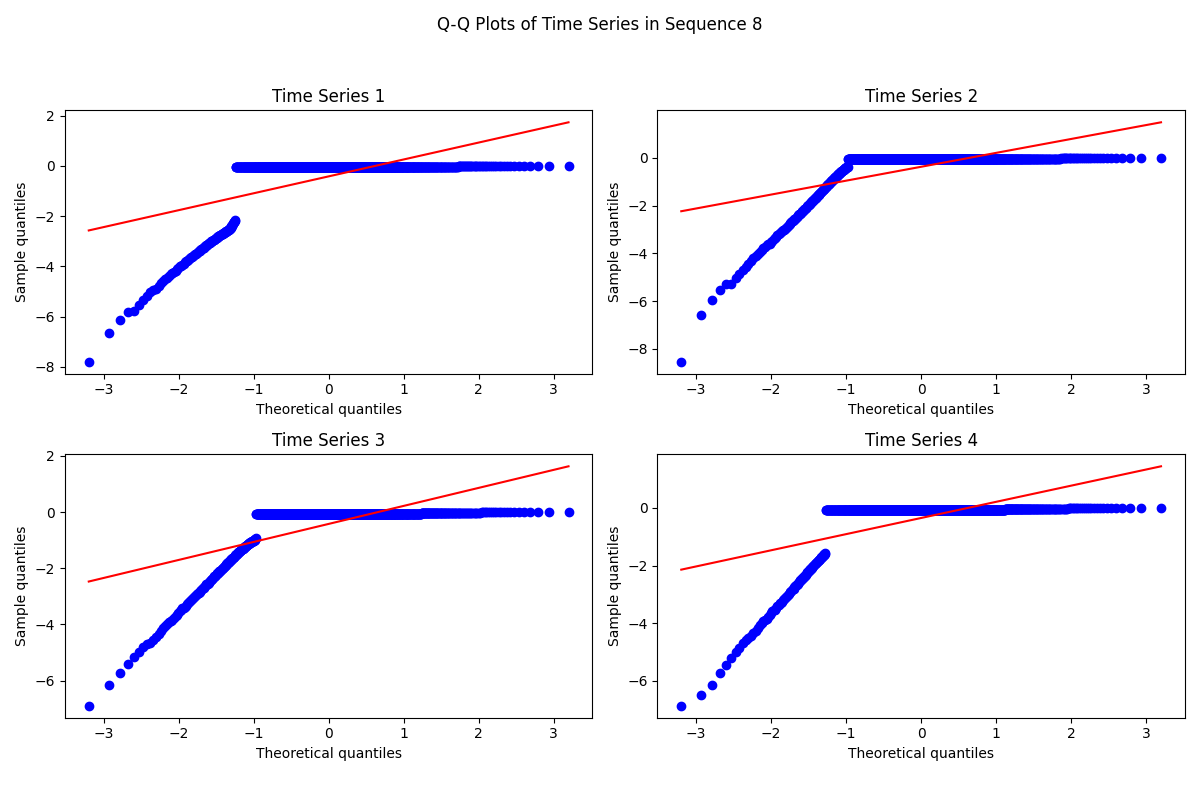 Q-Q Plots of Time Series in Sequence 8
Time Series 1
2
0
−2
−4
−6
−8
Sample quantiles
−3 −2 −1 0 1 2 3
Theoretical quantiles
Time Series 2
0
−2
−4
−6
−8
Sample quantiles
−3 −2 −1 0 1 2 3
Theoretical quantiles
Time Series 3
2
0
−2
−4
−6
Sample quantiles
−3 −2 −1 0 1 2 3
Theoretical quantiles
Time Series 4
0
−2
−4
−6
Sample quantiles
−3 −2 −1 0 1 2 3
Theoretical quantiles